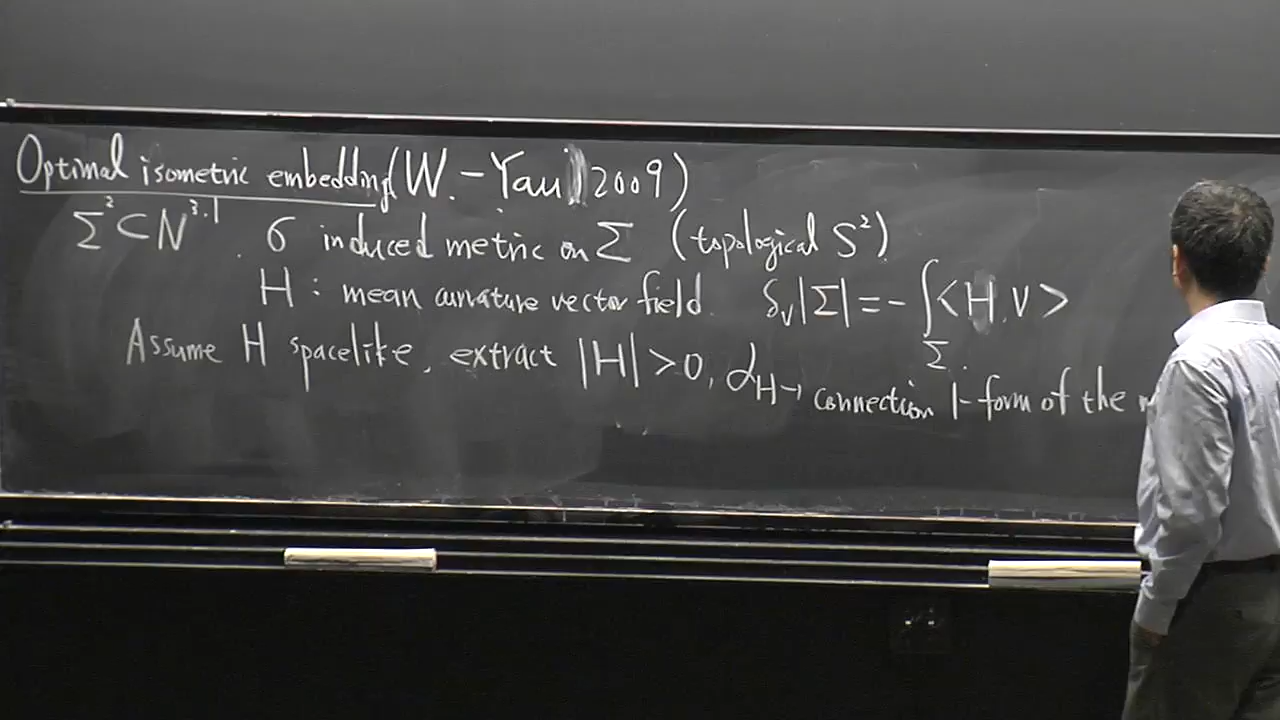 Optimal isometric embedding (W.-Yau 2009)
Σ² ⊂ N³·¹. σ induced metric on Σ (topological S²)
H : mean curvature vector field. δ_V|Σ| = -∫_Σ <H, V>
Assume H spacelike, extract |H| > 0, α_H → connection 1-form of the